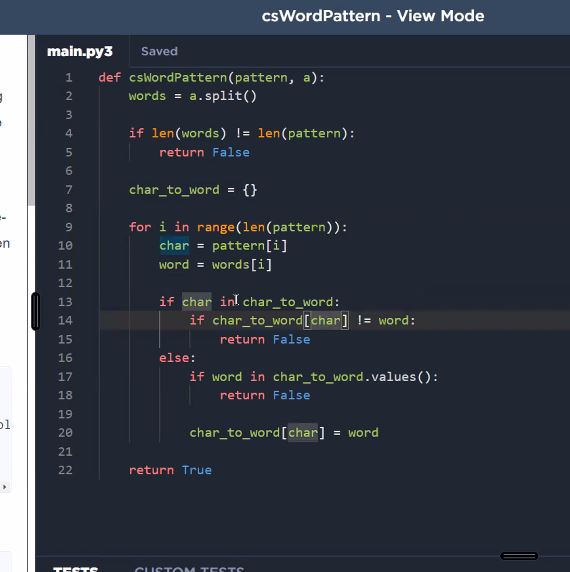 csWordPattern - View Mode
main.py3 Saved
1 def csWordPattern(pattern, a):
2 words = a.split()
3
4 if len(words) != len(pattern):
5 return False
6
7 char_to_word = {}
8
9 for i in range(len(pattern)):
10 char = pattern[i]
11 word = words[i]
12
13 if char in char_to_word:
14 if char_to_word[char] != word:
15 return False
16 else:
17 if word in char_to_word.values():
18 return False
19
20 char_to_word[char] = word
21
22 return True
TESTS CUSTOM TESTS